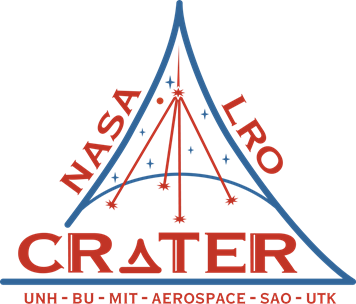 NASA
LRO
CRaTER
UNH - BU - MIT - AEROSPACE - SAO - UTK